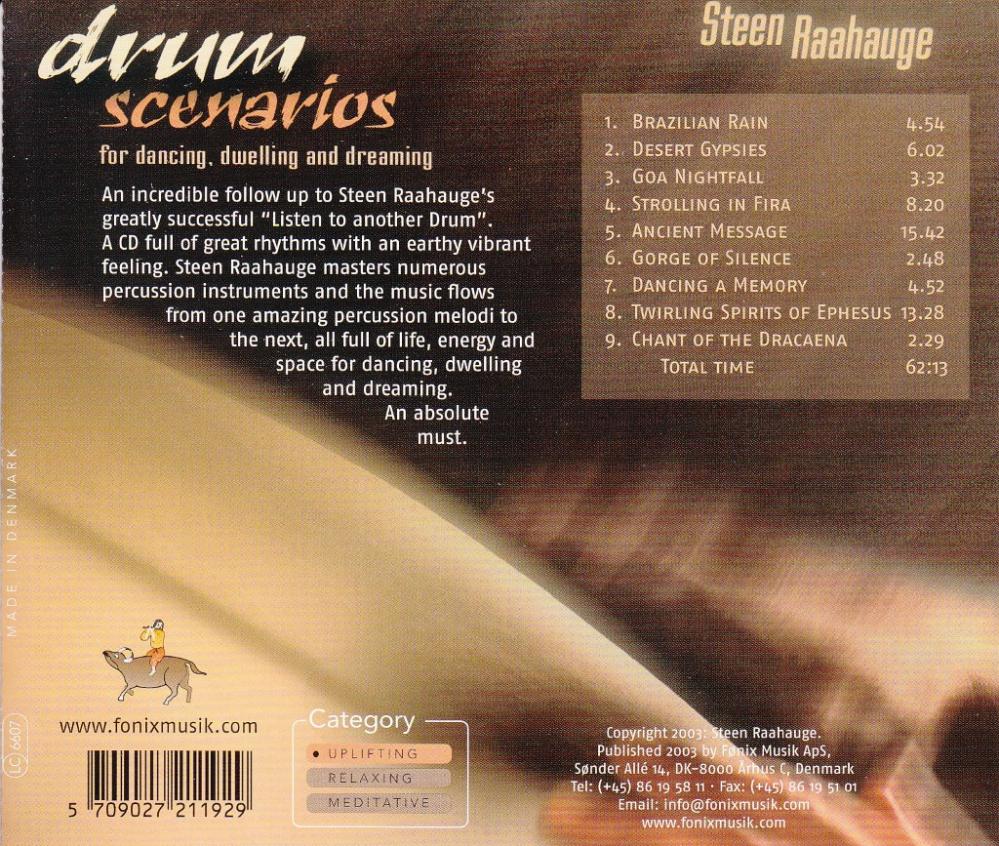 drum
scenarios
for dancing, dwelling and dreaming
An incredible follow up to Steen Raahauge's
greatly successful "Listen to another Drum".
A CD full of great rhythms with an earthy vibrant
feeling. Steen Raahauge masters numerous
percussion instruments and the music flows
from one amazing percussion melodi to
the next, all full of life, energy and
space for dancing, dwelling
and dreaming.
An absolute
must.
Steen Raahauge
1. BRAZILIAN RAIN 4.54
2. DESERT GYPSIES 6.02
3. GOA NIGHTFALL 3.32
4. STROLLING IN FIRA 8.20
5. ANCIENT MESSAGE 15.42
6. GORGE OF SILENCE 2.48
7. DANCING A MEMORY 4.52
8. TWIRLING SPIRITS OF EPHESUS 13.28
9. CHANT OF THE DRACAENA 2.29
TOTAL TIME 62:13
MADE IN DENMARK
LC 6607
www.fonixmusik.com
5 709027 211929
Category
• UPLIFTING
RELAXING
MEDITATIVE
Copyright 2003: Steen Raahauge.
Published 2003 by Fønix Musik ApS,
Sønder Allé 14, DK-8000 Århus C, Denmark
Tel: (+45) 86 19 58 11 · Fax: (+45) 86 19 51 01
Email: info@fonixmusik.com
www.fonixmusik.com